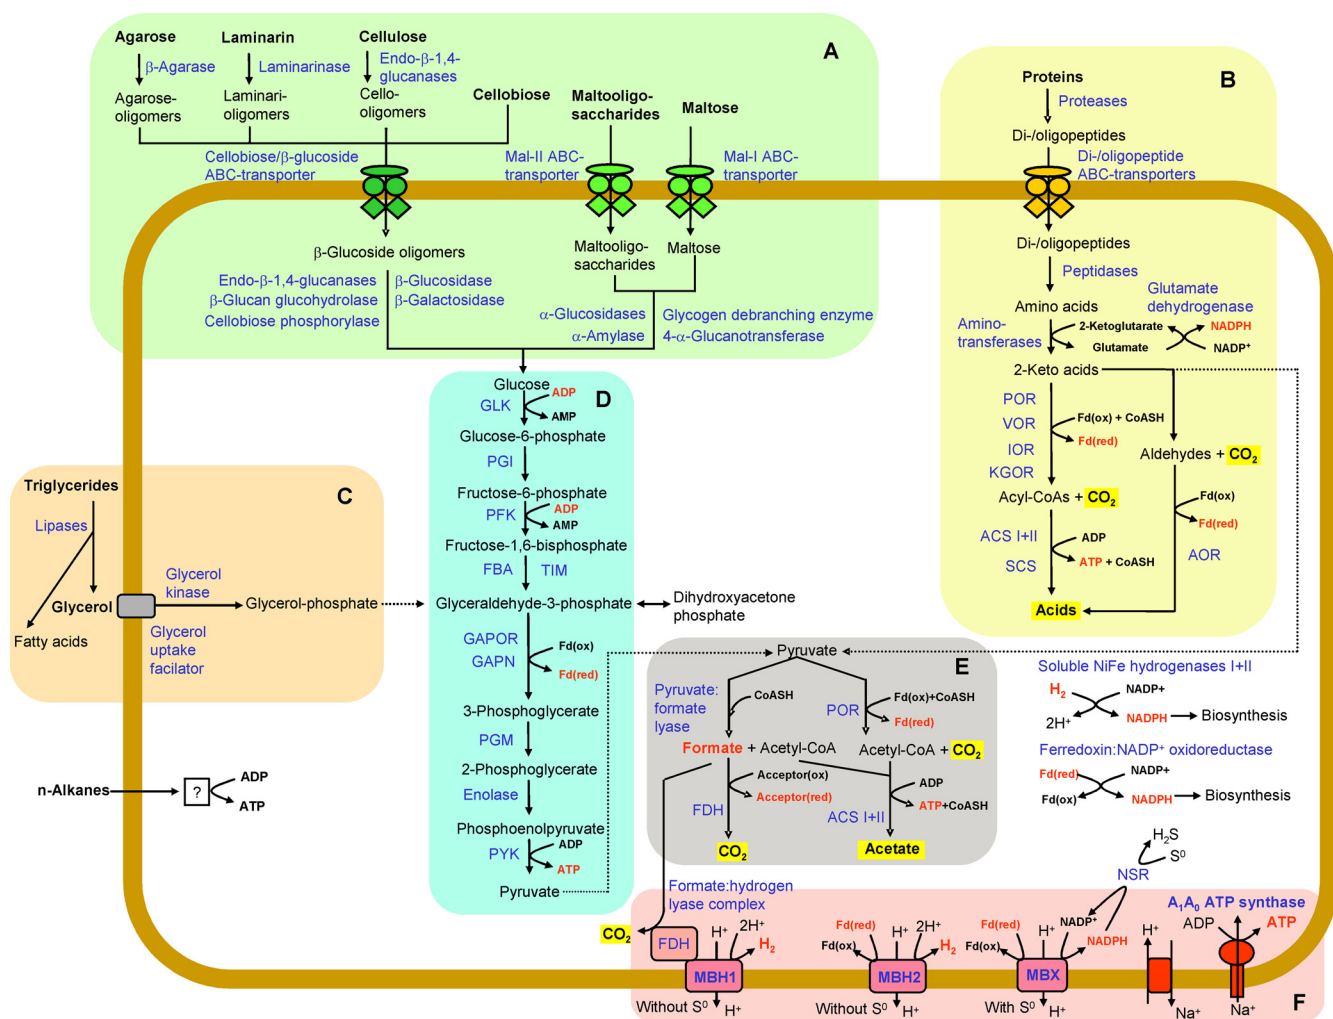 A
Agarose
Laminarin
Cellulose
β-Agarase
Laminarinase
Endo-β-1,4-
glucanases
Agarose-
oligomers
Laminari-
oligomers
Cello-
oligomers
Cellobiose
Maltooligo-
saccharides
Maltose
Cellobiose/β-glucoside
ABC-transporter
Mal-II ABC-
transporter
Mal-I ABC-
transporter
β-Glucoside oligomers
Maltooligo-
saccharides
Maltose
Endo-β-1,4-glucanases
β-Glucan glucohydrolase
Cellobiose phosphorylase
β-Glucosidase
β-Galactosidase
α-Glucosidases
α-Amylase
Glycogen debranching enzyme
4-α-Glucanotransferase
B
Proteins
Proteases
Di-/oligopeptides
Di-/oligopeptide
ABC-transporters
Di-/oligopeptides
Peptidases
Amino acids
Glutamate
dehydrogenase
Amino-
transferases
2-Ketoglutarate
Glutamate
NADPH
NADP⁺
2-Keto acids
POR
VOR
IOR
KGOR
Fd(ox) + CoASH
Fd(red)
Aldehydes + CO₂
Acyl-CoAs + CO₂
Fd(ox)
Fd(red)
AOR
ACS I+II
SCS
ADP
ATP + CoASH
Acids
C
Triglycerides
Lipases
Glycerol
Fatty acids
Glycerol
kinase
Glycerol
uptake
facilator
Glycerol-phosphate
n-Alkanes
?
ADP
ATP
D
Glucose
GLK
ADP
AMP
Glucose-6-phosphate
PGI
Fructose-6-phosphate
PFK
ADP
AMP
Fructose-1,6-bisphosphate
FBA
TIM
Glyceraldehyde-3-phosphate
Dihydroxyacetone
phosphate
GAPOR
GAPN
Fd(ox)
Fd(red)
3-Phosphoglycerate
PGM
2-Phosphoglycerate
Enolase
Phosphoenolpyruvate
PYK
ADP
ATP
Pyruvate
E
Pyruvate
Pyruvate:
formate
lyase
CoASH
POR
Fd(ox)+CoASH
Fd(red)
Formate + Acetyl-CoA
Acetyl-CoA + CO₂
FDH
Acceptor(ox)
Acceptor(red)
ADP
ATP+CoASH
ACS I+II
CO₂
Acetate
Soluble NiFe hydrogenases I+II
H₂
NADP+
2H⁺
NADPH
Biosynthesis
Ferredoxin:NADP⁺ oxidoreductase
Fd(red)
NADP+
Fd(ox)
NADPH
Biosynthesis
H₂S
S⁰
NSR
F
Formate:hydrogen
lyase complex
CO₂
FDH
H⁺
2H⁺
H₂
MBH1
Without S⁰
H⁺
Fd(red)
Fd(ox)
H⁺
2H⁺
H₂
MBH2
Without S⁰
H⁺
Fd(red)
Fd(ox)
H⁺
NADP⁺
NADPH
MBX
With S⁰
H⁺
H⁺
Na⁺
A₁A₀ ATP synthase
ADP
ATP
Na⁺